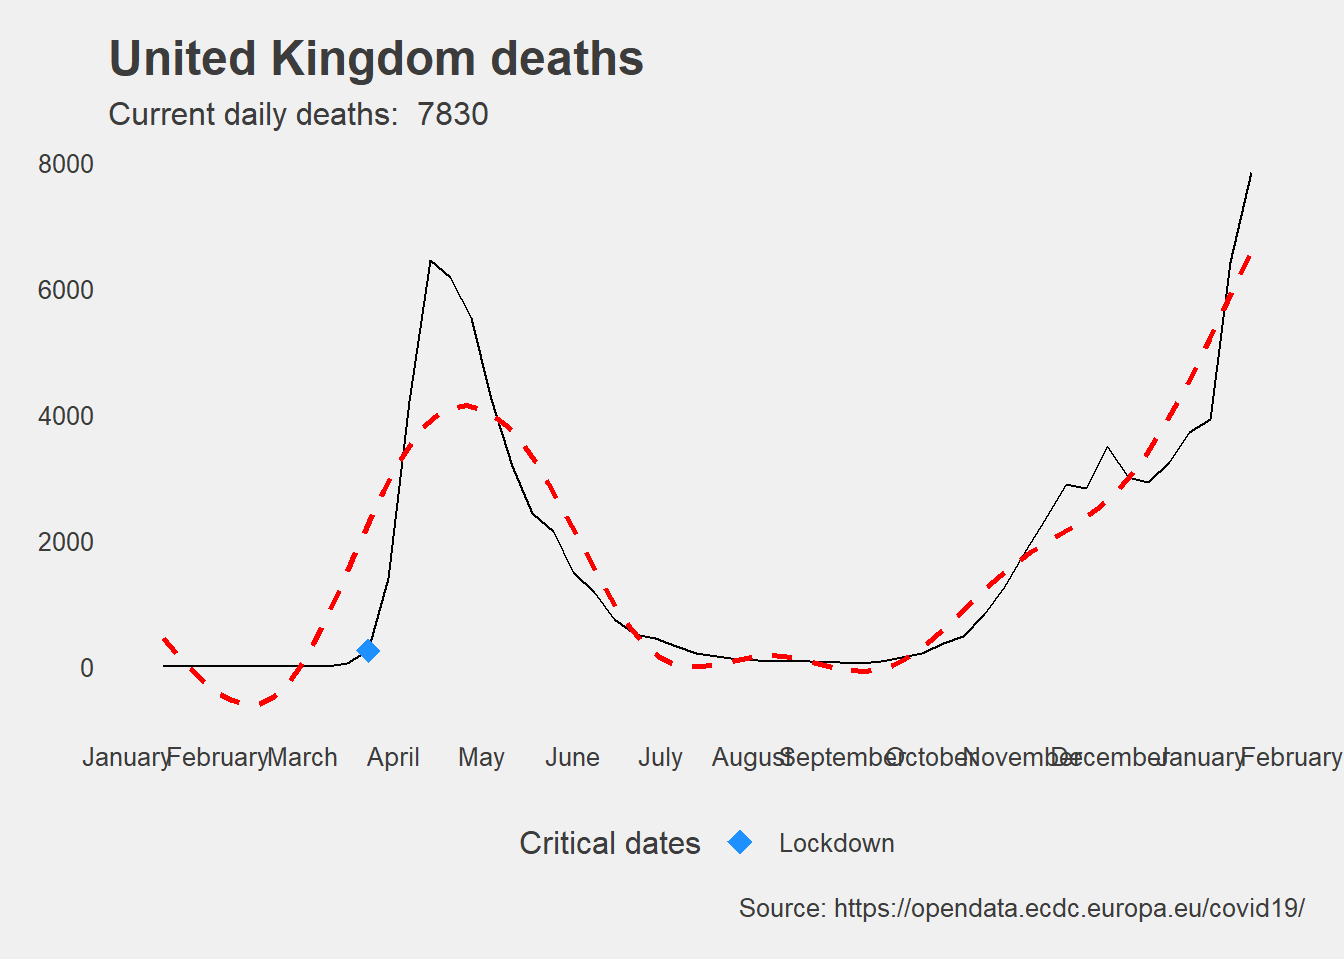 United Kingdom deaths
Current daily deaths:  7830
8000
6000
4000
2000
0
January February March April May June July August September October November December January February
Critical dates Lockdown
Source: https://opendata.ecdc.europa.eu/covid19/